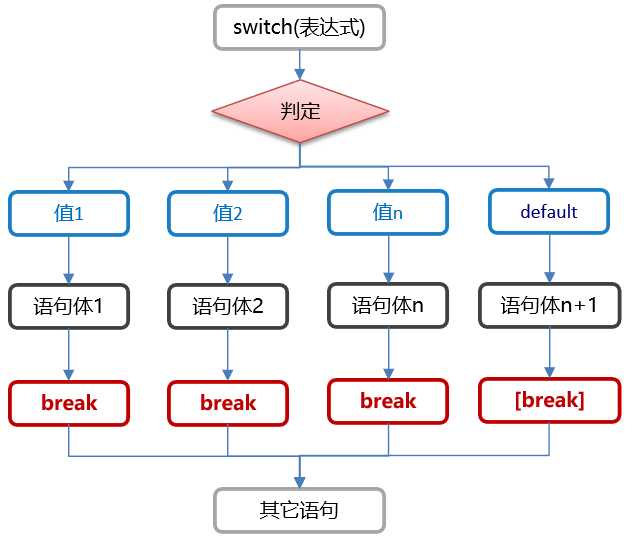 switch(表达式)
判定
值1
值2
值n
default
语句体1
语句体2
语句体n
语句体n+1
break
break
break
[break]
其它语句